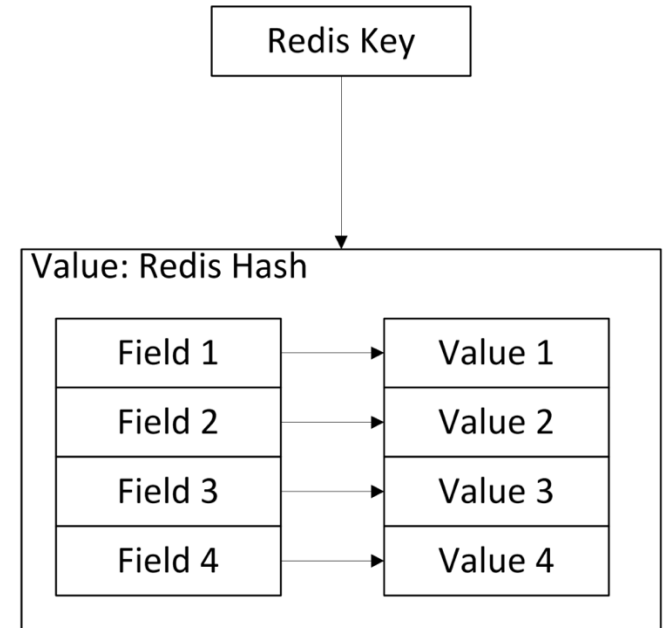 Redis Key
Value: Redis Hash
Field 1
Value 1
Field 2
Value 2
Field 3
Value 3
Field 4
Value 4